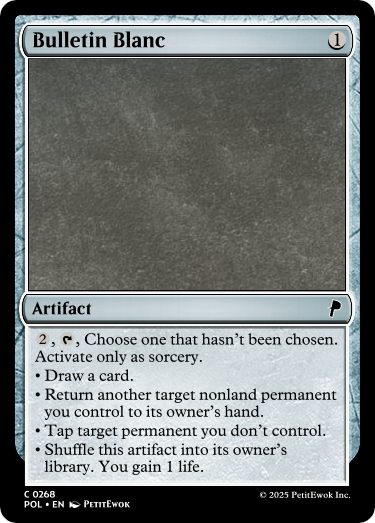 Bulletin Blanc 1
Artifact
2, , Choose one that hasn't been chosen.
Activate only as sorcery.
• Draw a card.
• Return another target nonland permanent
you control to its owner's hand.
• Tap target permanent you don't control.
• Shuffle this artifact into its owner's
library. You gain 1 life.
C 0268
POL • EN PetitEwok
© 2025 PetitEwok Inc.